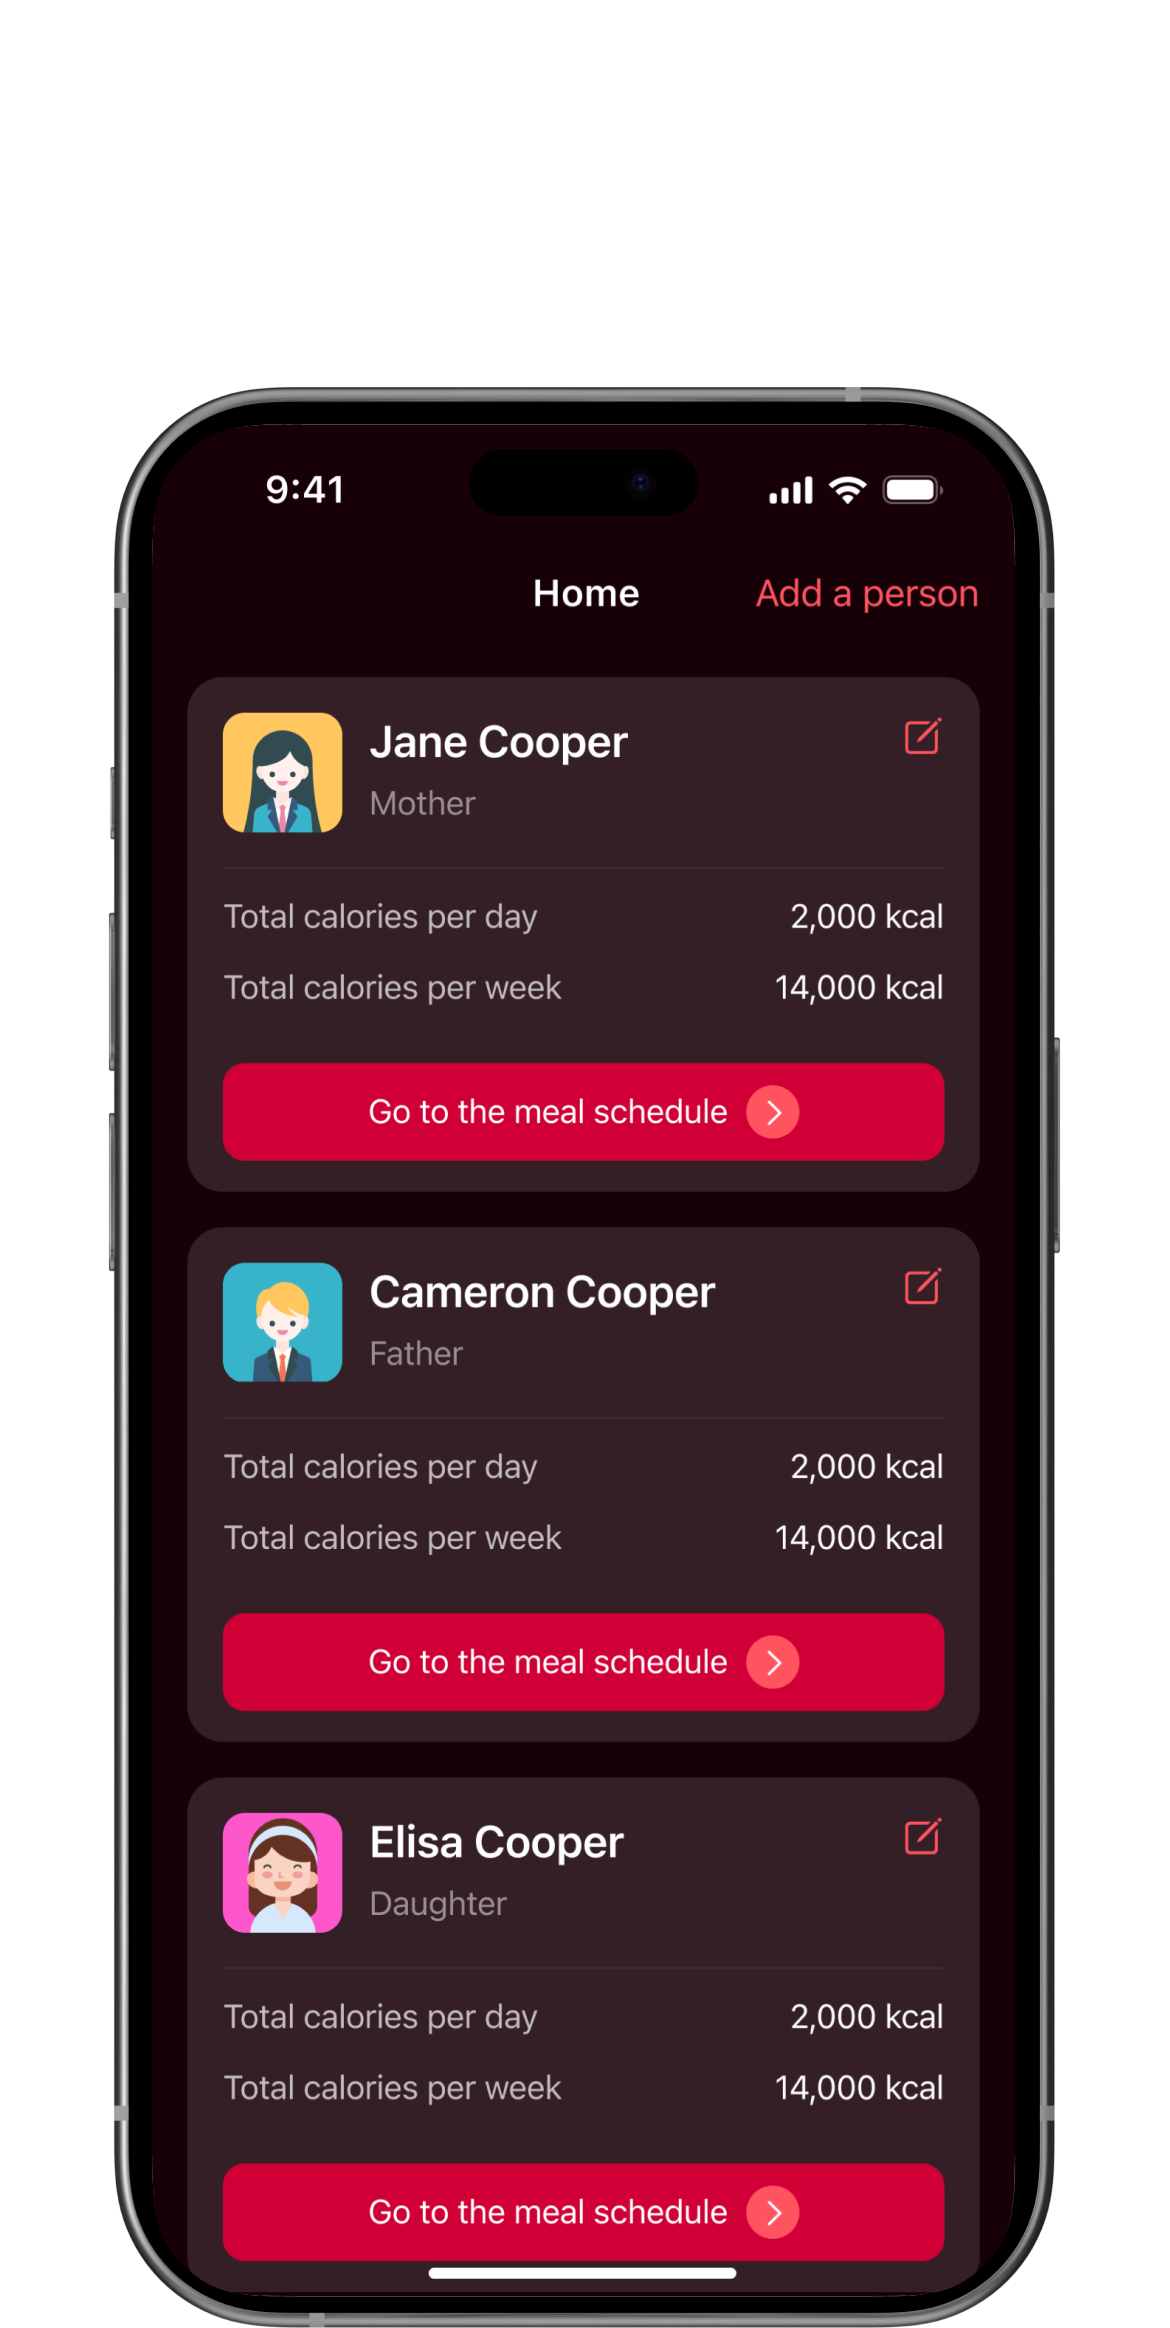 9:41
Home
Add a person
Jane Cooper
Mother
Total calories per day 2,000 kcal
Total calories per week 14,000 kcal
Go to the meal schedule
Cameron Cooper
Father
Total calories per day 2,000 kcal
Total calories per week 14,000 kcal
Go to the meal schedule
Elisa Cooper
Daughter
Total calories per day 2,000 kcal
Total calories per week 14,000 kcal
Go to the meal schedule